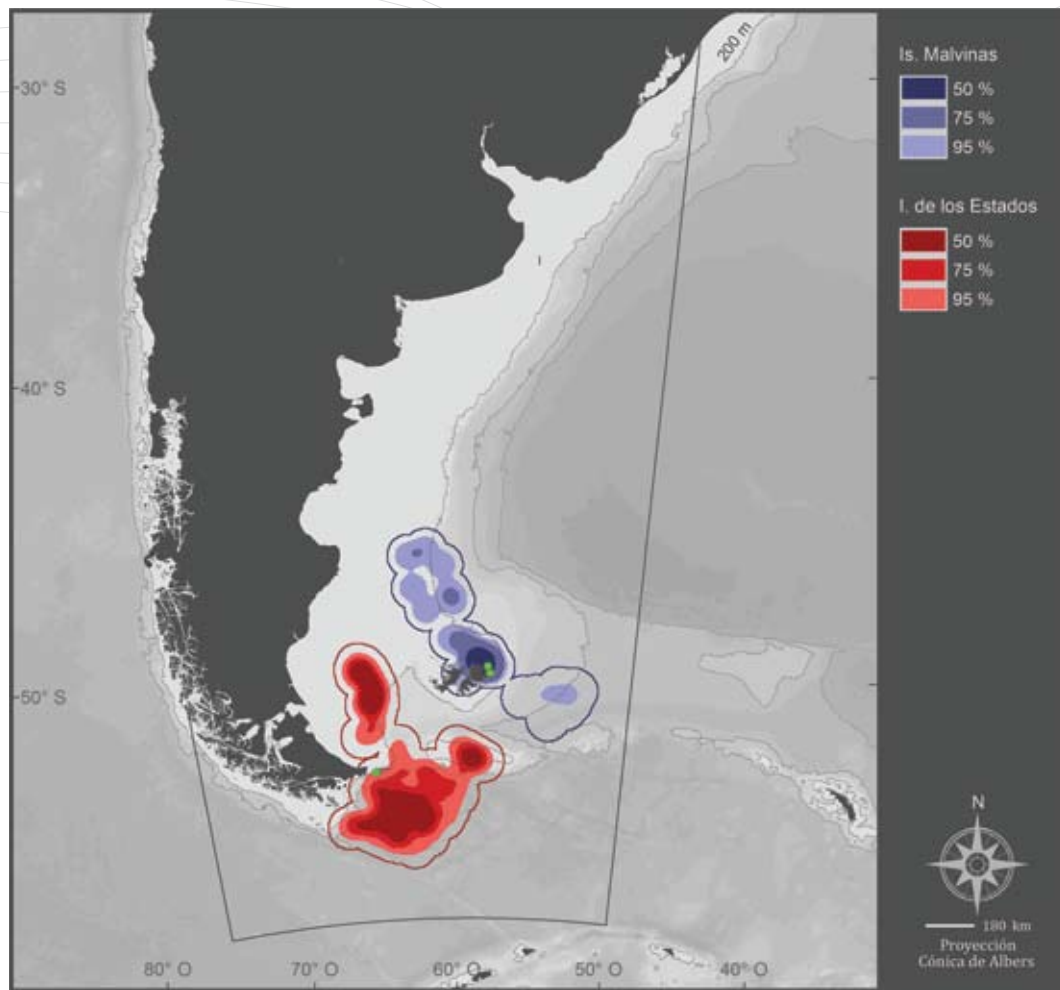 200 m
30° S
40° S
50° S
80° O
70° O
60° O
50° O
40° O
Is. Malvinas
50 %
75 %
95 %
I. de los Estados
50 %
75 %
95 %
N
180 km
Proyección
Cónica de Albers